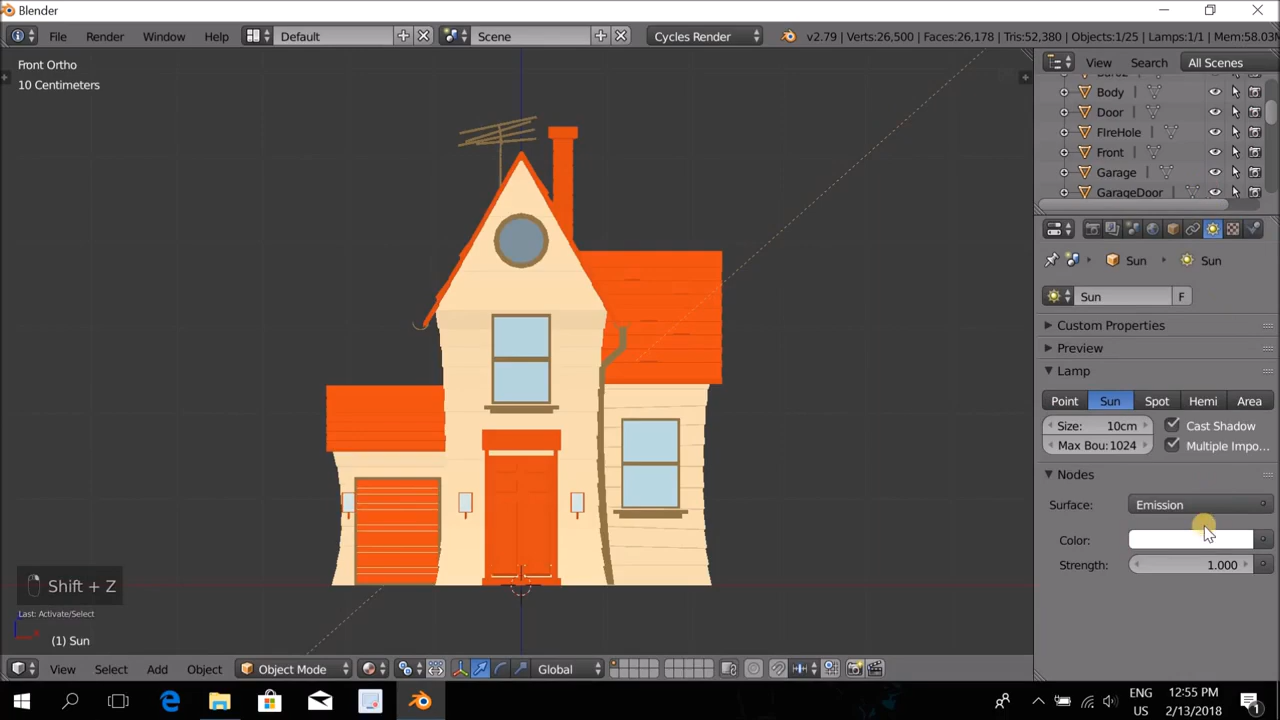 Blender
File Render Window Help Default Scene Cycles Render v2.79 | Verts:26,500 | Faces:26,178 | Tris:52,380 | Objects:1/25 | Lamps:1/1 | Mem:58.03M
Front Ortho
10 Centimeters
View Search All Scenes
Body
Door
FIreHole
Front
Garage
GarageDoor
Sun Sun
Sun F
Custom Properties
Preview
Lamp
Point Sun Spot Hemi Area
Size: 10cm Cast Shadow
Max Bou:1024 Multiple Impo...
Nodes
Surface: Emission
Color:
Strength: 1.000
Shift + Z
Last: Activate/Select
(1) Sun
View Select Add Object Object Mode Global
ENG 12:55 PM
US 2/13/2018
1